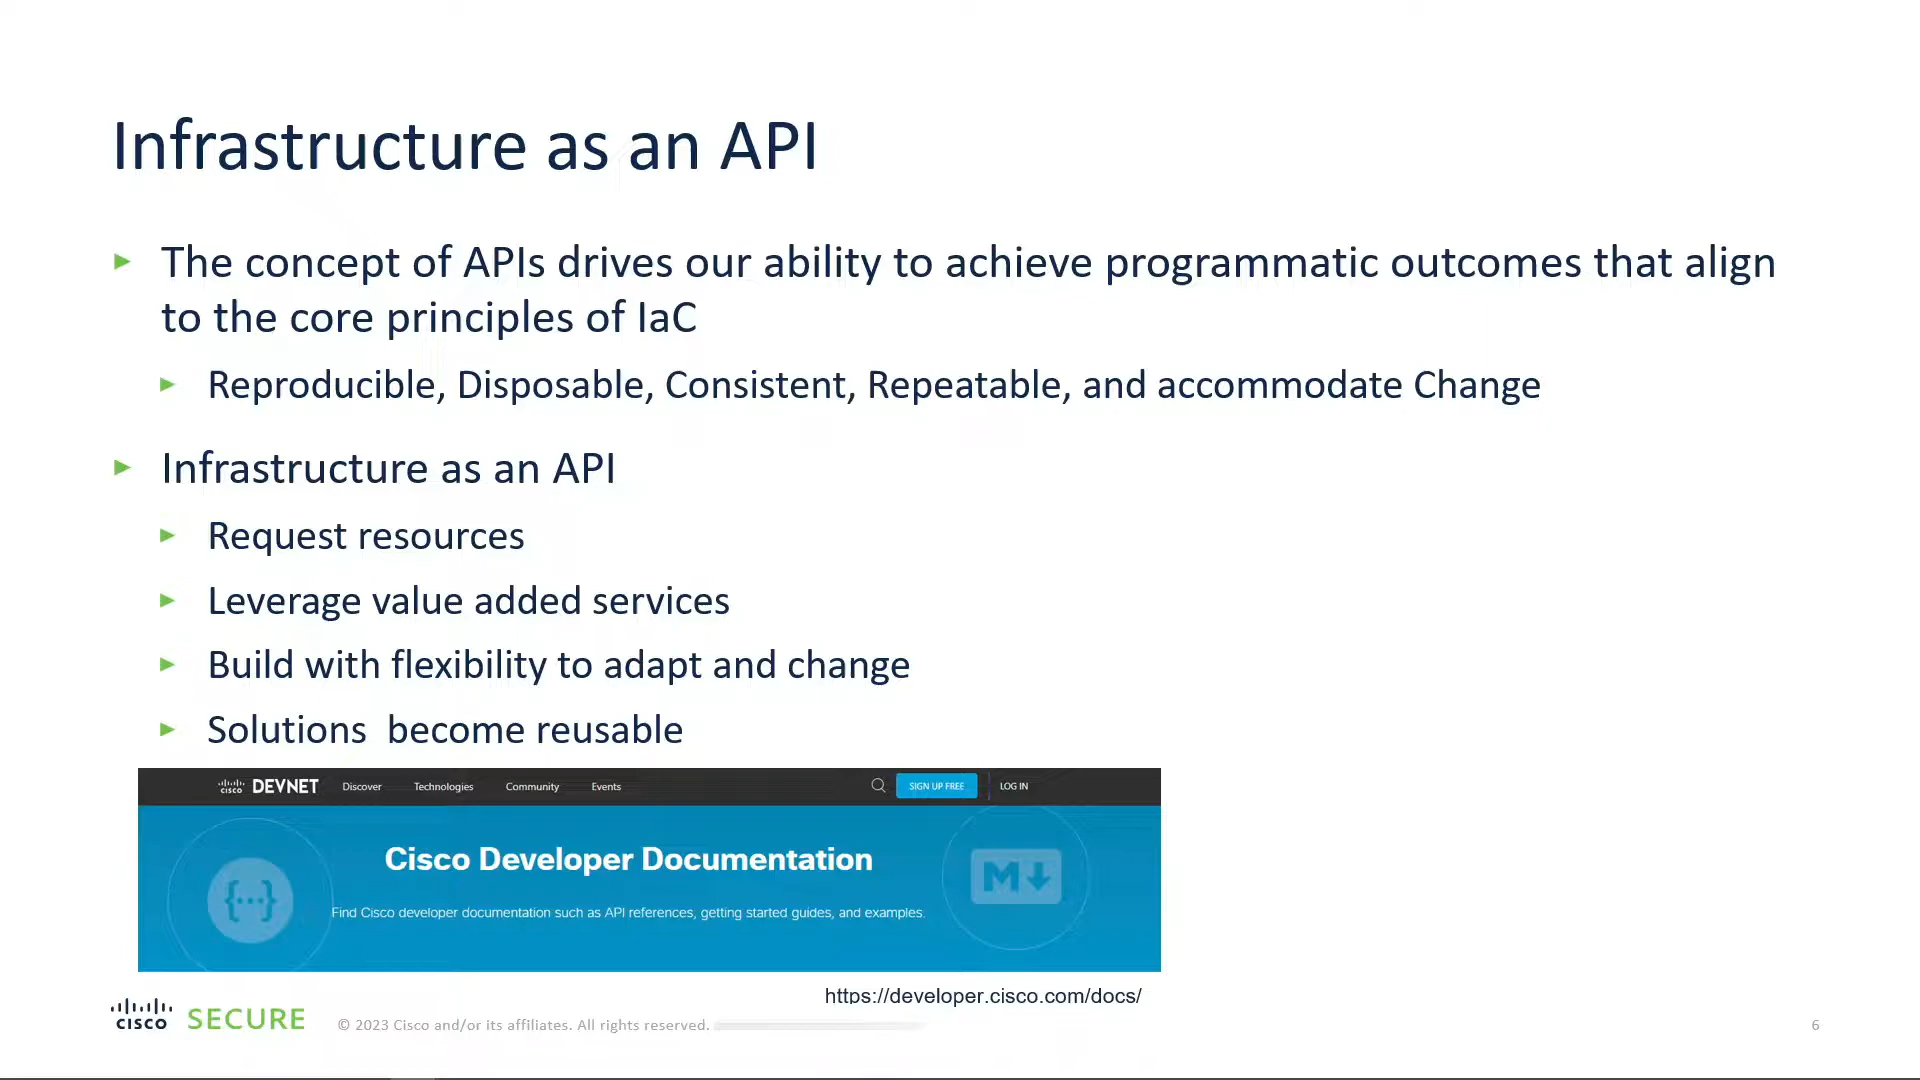 Infrastructure as an API
The concept of APIs drives our ability to achieve programmatic outcomes that align
to the core principles of IaC
Reproducible, Disposable, Consistent, Repeatable, and accommodate Change
Infrastructure as an API
Request resources
Leverage value added services
Build with flexibility to adapt and change
Solutions  become reusable
cisco DEVNET Discover Technologies Community Events SIGN UP FREE LOG IN
Cisco Developer Documentation
{···} M
Find Cisco developer documentation such as API references, getting started guides, and examples.
https://developer.cisco.com/docs/
cisco SECURE © 2023 Cisco and/or its affiliates. All rights reserved. 6